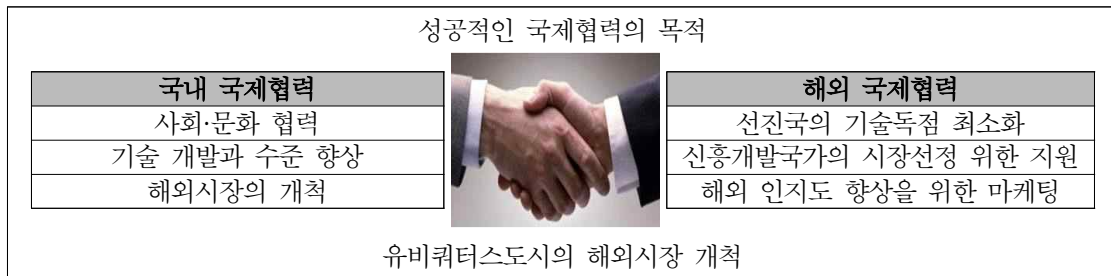 성공적인 국제협력의 목적
국내 국제협력
사회·문화 협력
기술 개발과 수준 향상
해외시장의 개척
해외 국제협력
선진국의 기술독점 최소화
신흥개발국가의 시장선정 위한 지원
해외 인지도 향상을 위한 마케팅
유비쿼터스도시의 해외시장 개척